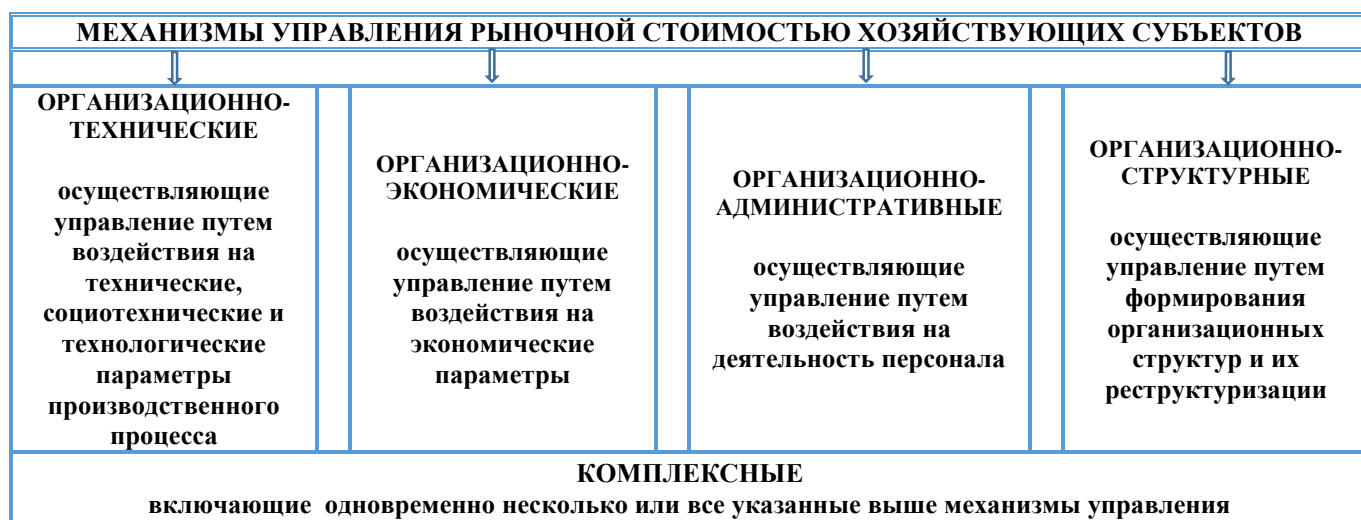 МЕХАНИЗМЫ УПРАВЛЕНИЯ РЫНОЧНОЙ СТОИМОСТЬЮ ХОЗЯЙСТВУЮЩИХ СУБЪЕКТОВ
ОРГАНИЗАЦИОННО-
ТЕХНИЧЕСКИЕ
осуществляющие
управление путем
воздействия на
технические,
социотехнические и
технологические
параметры
производственного
процесса
ОРГАНИЗАЦИОННО-
ЭКОНОМИЧЕСКИЕ
осуществляющие
управление путем
воздействия на
экономические
параметры
ОРГАНИЗАЦИОННО-
АДМИНИСТРАТИВНЫЕ
осуществляющие
управление путем
воздействия на
деятельность персонала
ОРГАНИЗАЦИОННО-
СТРУКТУРНЫЕ
осуществляющие
управление путем
формирования
организационных
структур и их
реструктуризации
КОМПЛЕКСНЫЕ
включающие одновременно несколько или все указанные выше механизмы управления